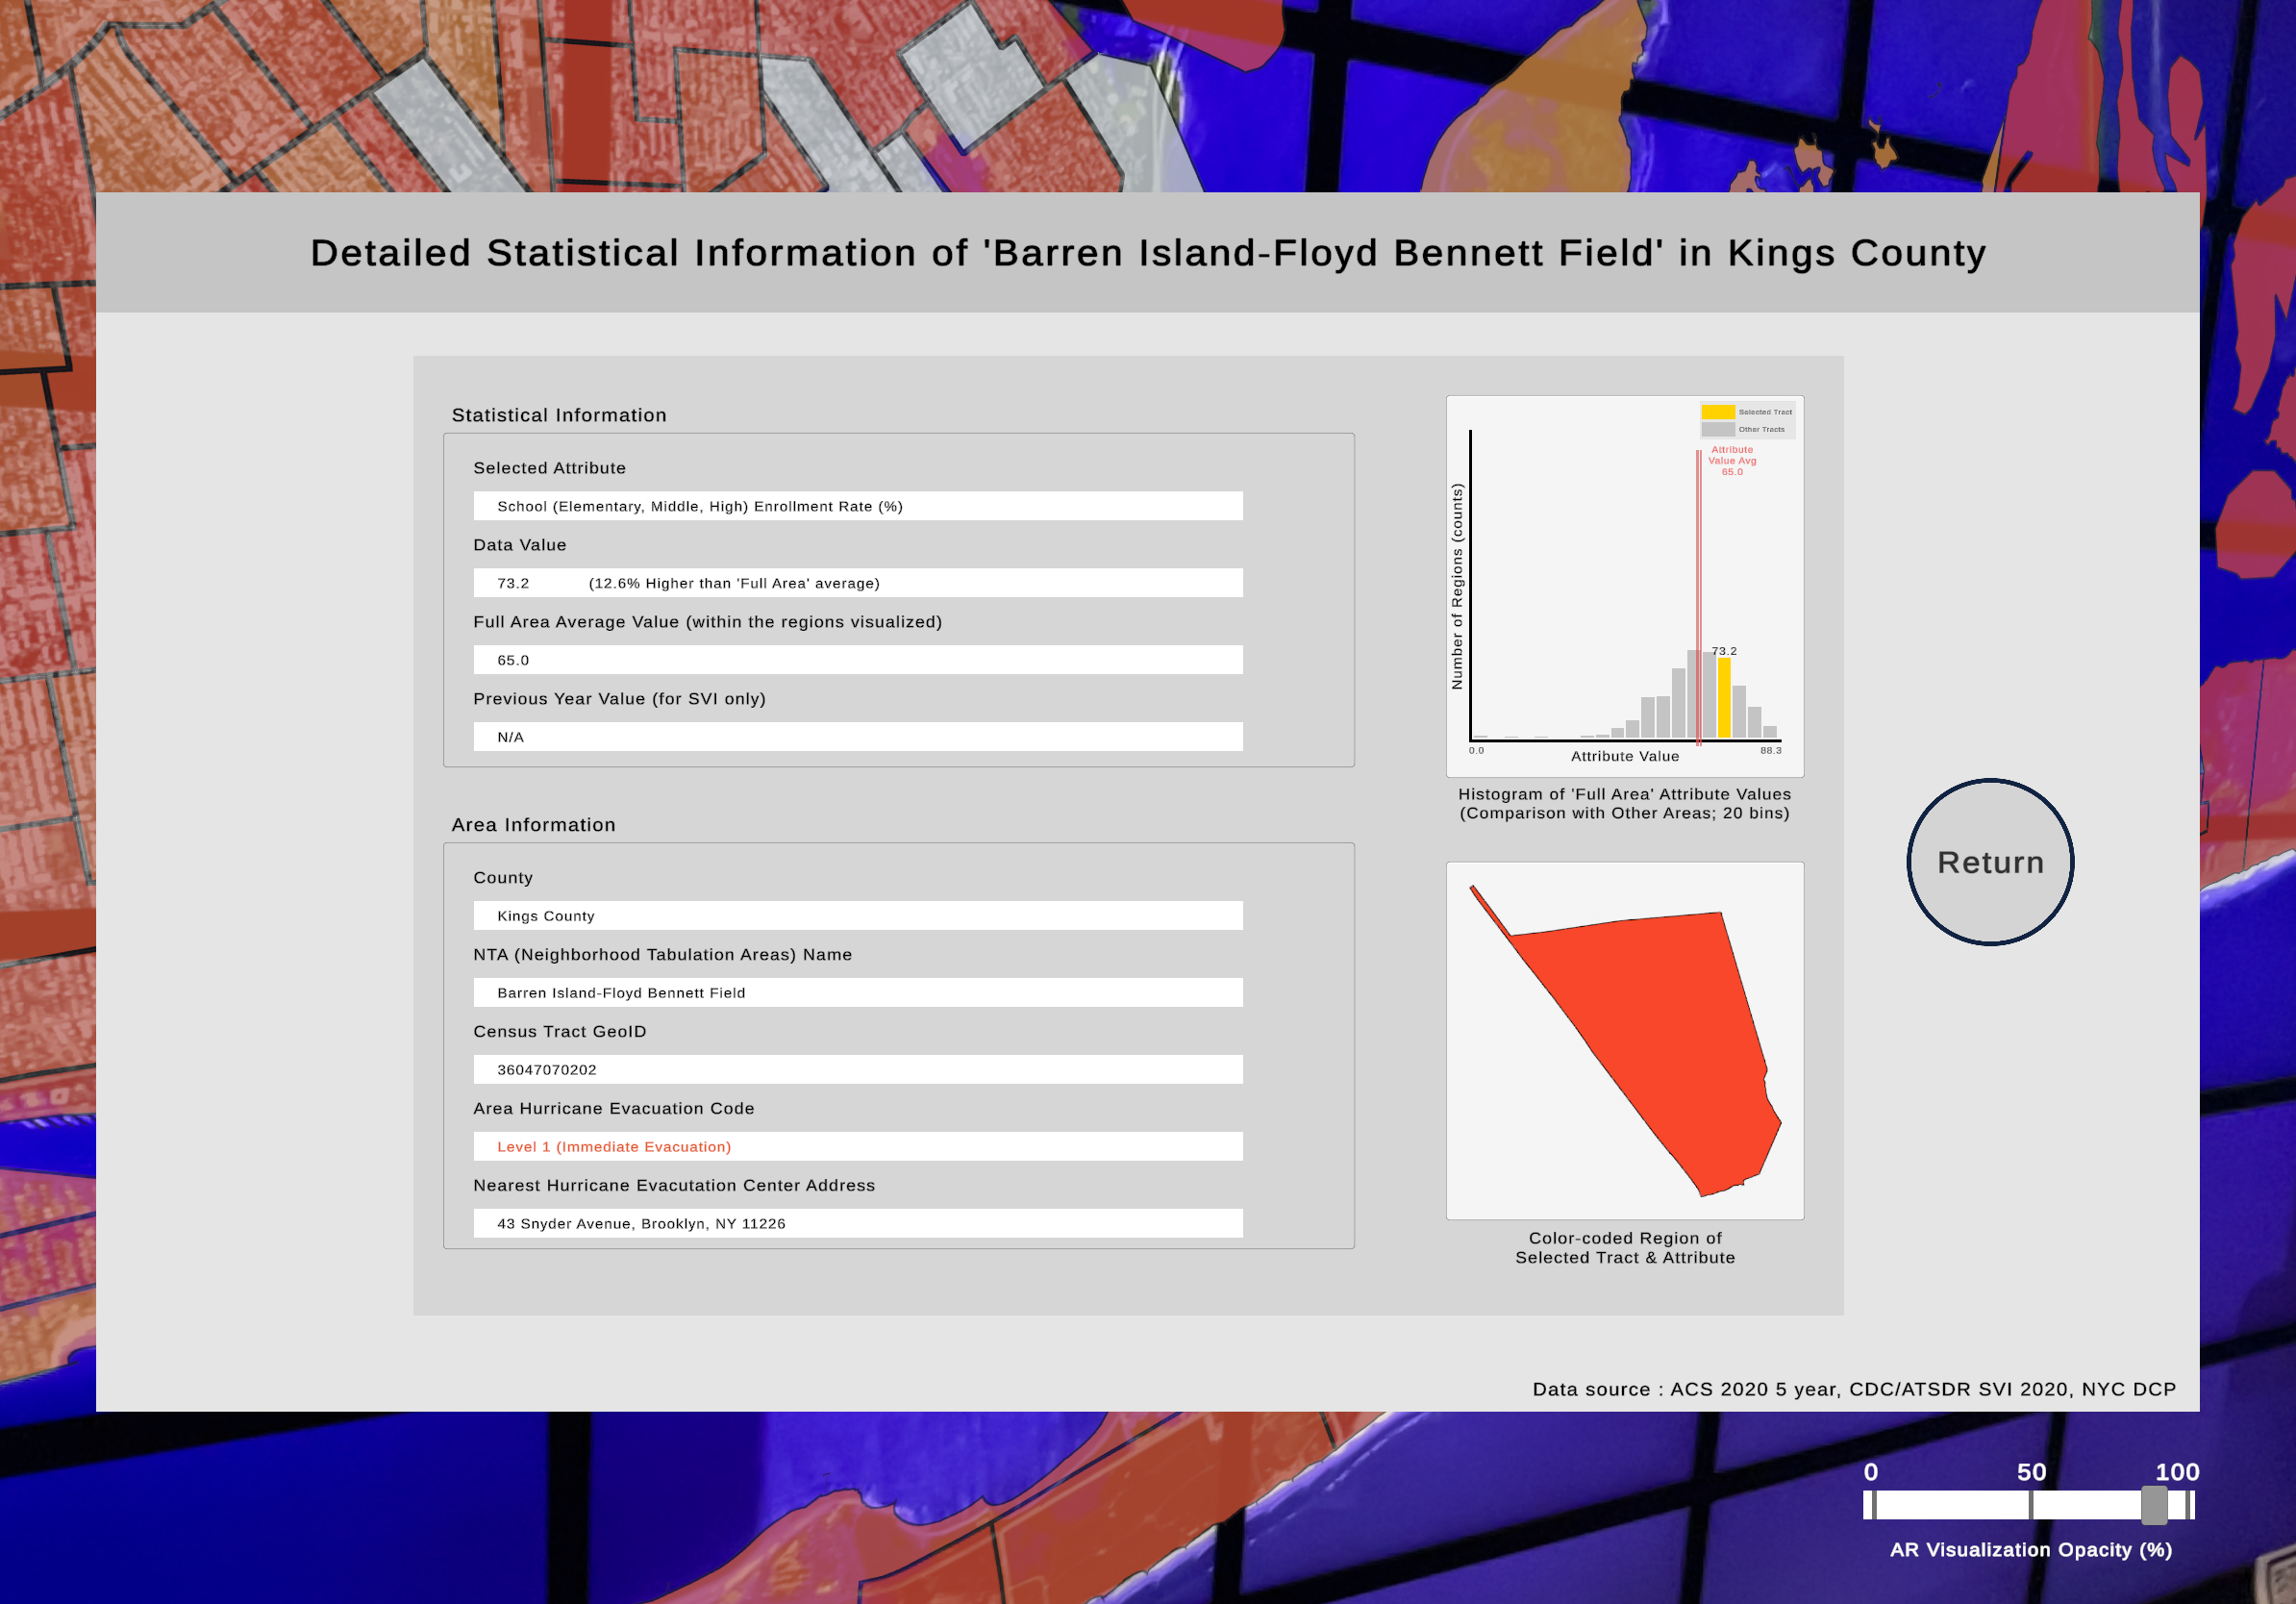 Detailed Statistical Information of 'Barren Island-Floyd Bennett Field' in Kings County
Statistical Information
Selected Attribute
School (Elementary, Middle, High) Enrollment Rate (%)
Data Value
73.2 (12.6% Higher than 'Full Area' average)
Full Area Average Value (within the regions visualized)
65.0
Previous Year Value (for SVI only)
N/A
Area Information
County
Kings County
NTA (Neighborhood Tabulation Areas) Name
Barren Island-Floyd Bennett Field
Census Tract GeoID
36047070202
Area Hurricane Evacuation Code
Level 1 (Immediate Evacuation)
Nearest Hurricane Evacutation Center Address
43 Snyder Avenue, Brooklyn, NY 11226
Selected Tract
Other Tracts
Attribute
Value Avg
65.0
Number of Regions (counts)
73.2
0.0
88.3
Attribute Value
Histogram of 'Full Area' Attribute Values
(Comparison with Other Areas; 20 bins)
Color-coded Region of
Selected Tract & Attribute
Return
Data source : ACS 2020 5 year, CDC/ATSDR SVI 2020, NYC DCP
0 50 100
AR Visualization Opacity (%)